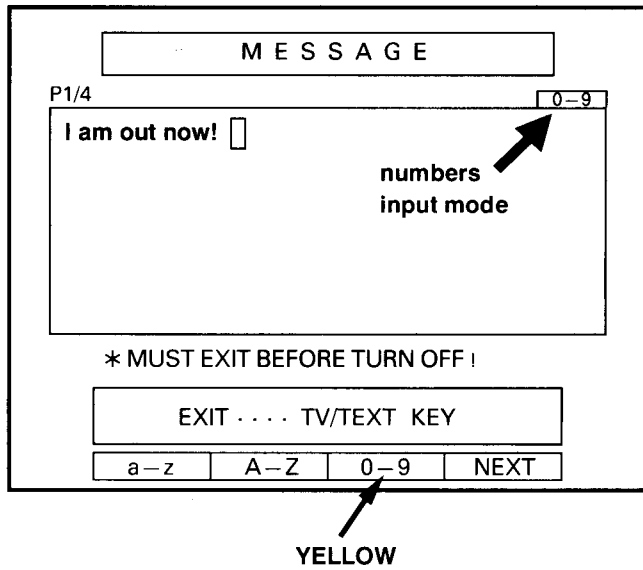 M E S S A G E
P1/4
0–9
I am out now!
numbers
input mode
* MUST EXIT BEFORE TURN OFF !
EXIT · · · · TV/TEXT KEY
a–z A–Z 0–9 NEXT
YELLOW